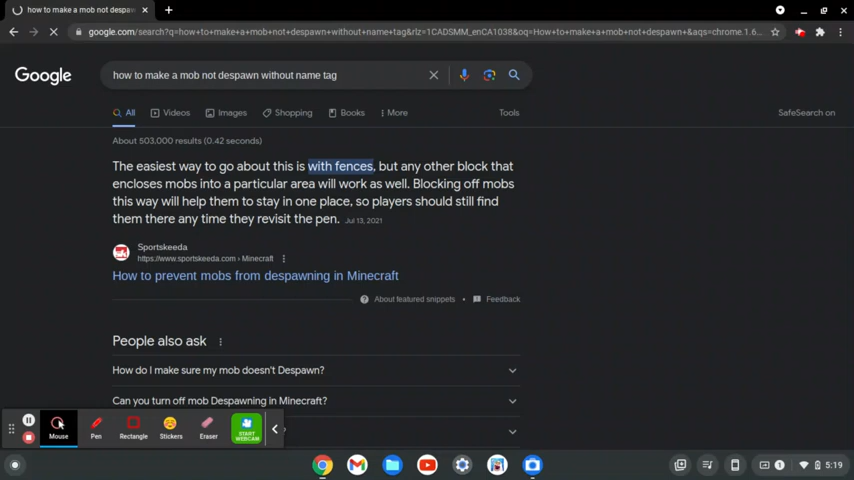 how to make a mob not despaw
google.com/search?q=how+to+make+a+mob+not+despawn+without+name+tag&rlz=1CADSMM_enCA1038&oq=How+to+make+a+mob+not+despawn+&aqs=chrome.1.6...
Google
how to make a mob not despawn without name tag
All Videos Images Shopping Books More Tools SafeSearch on
About 503,000 results (0.42 seconds)
The easiest way to go about this is with fences, but any other block that
encloses mobs into a particular area will work as well. Blocking off mobs
this way will help them to stay in one place, so players should still find
them there any time they revisit the pen. Jul 13, 2021
Sportskeeda
https://www.sportskeeda.com › Minecraft
How to prevent mobs from despawning in Minecraft
About featured snippets • Feedback
People also ask
How do I make sure my mob doesn't Despawn?
Can you turn off mob Despawning in Minecraft?
Mouse Pen Rectangle Stickers Eraser START WEBCAM
1 5:19